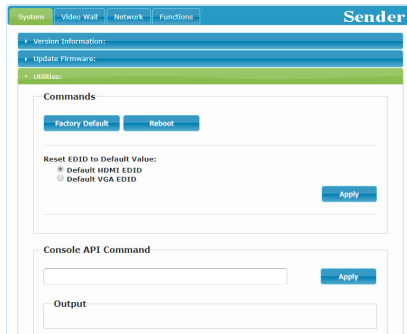 System Video Wall Network Functions Sender
Version Information:
Update Firmware:
Utilities:
Commands
Factory Default Reboot
Reset EDID to Default Value:
Default HDMI EDID
Default VGA EDID
Apply
Console API Command
Apply
Output